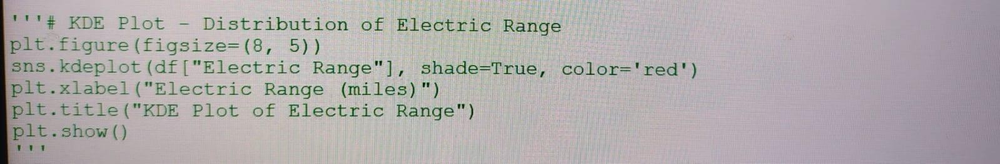 '''# KDE Plot - Distribution of Electric Range
plt.figure(figsize=(8, 5))
sns.kdeplot(df["Electric Range"], shade=True, color='red')
plt.xlabel("Electric Range (miles)")
plt.title("KDE Plot of Electric Range")
plt.show()
'''